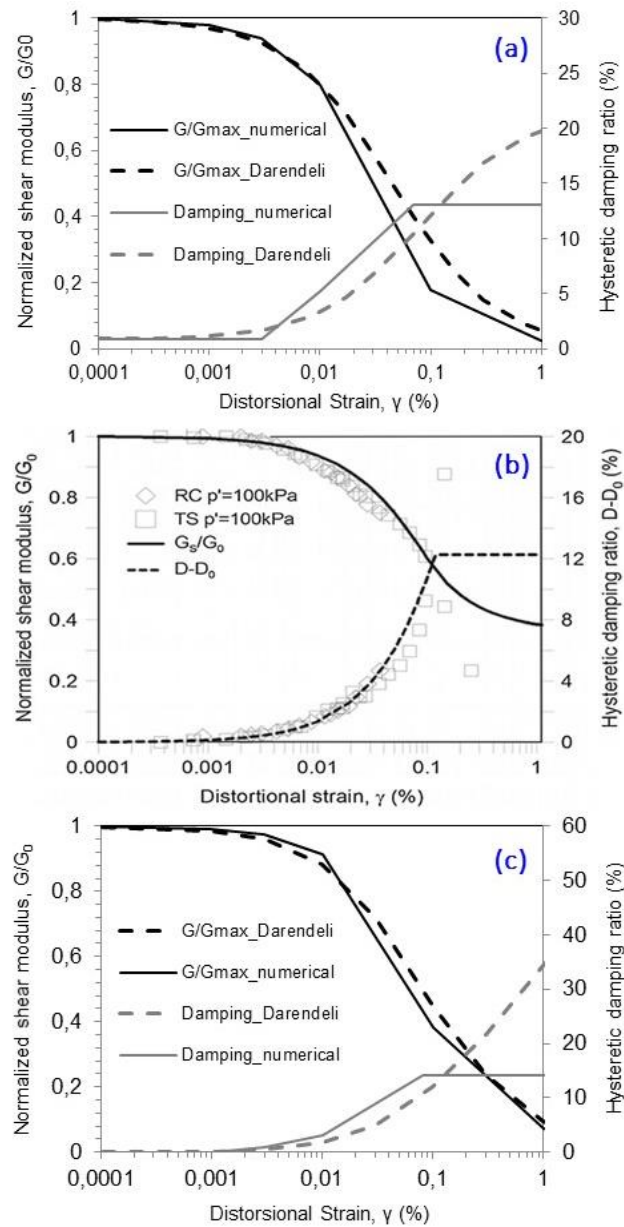 (a)
Normalized shear modulus, G/G0
1
0,8
0,6
0,4
0,2
0
G/Gmax_numerical
G/Gmax_Darendeli
Damping_numerical
Damping_Darendeli
30
25
20
15
10
5
0
Hysteretic damping ratio (%)
0,0001 0,001 0,01 0,1 1
Distorsional Strain, γ (%)
(b)
Normalized shear modulus, G/G₀
1
0.8
0.6
0.4
0.2
0
RC p'=100kPa
TS p'=100kPa
Gₛ/G₀
D-D₀
20
16
12
8
4
0
Hysteretic damping ratio, D-D₀ (%)
0.0001 0.001 0.01 0.1 1
Distortional strain, γ (%)
(c)
Normalized shear modulus, G/G₀
1
0,8
0,6
0,4
0,2
0
G/Gmax_Darendeli
G/Gmax_numerical
Damping_Darendeli
Damping_numerical
60
50
40
30
20
10
0
Hysteretic damping ratio (%)
0,0001 0,001 0,01 0,1 1
Distorsional Strain, γ (%)